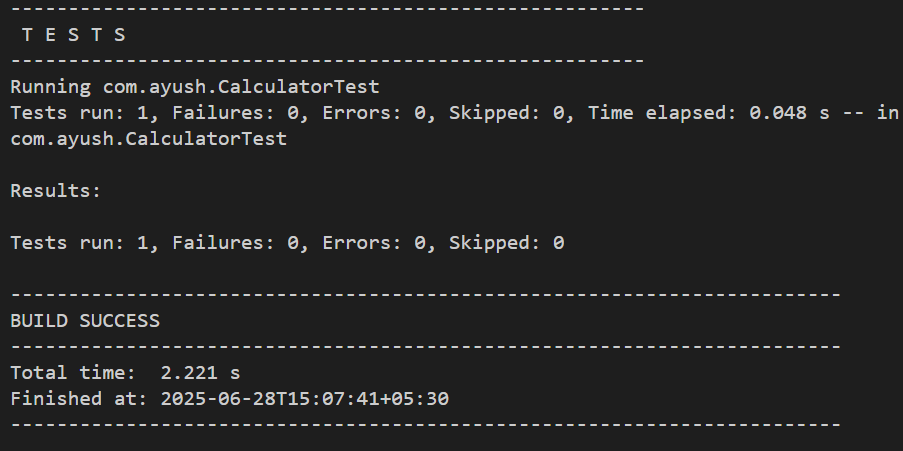 -------------------------------------------------------
 T E S T S
-------------------------------------------------------
Running com.ayush.CalculatorTest
Tests run: 1, Failures: 0, Errors: 0, Skipped: 0, Time elapsed: 0.048 s -- in
com.ayush.CalculatorTest

Results:

Tests run: 1, Failures: 0, Errors: 0, Skipped: 0

------------------------------------------------------------------------
BUILD SUCCESS
------------------------------------------------------------------------
Total time:  2.221 s
Finished at: 2025-06-28T15:07:41+05:30
------------------------------------------------------------------------